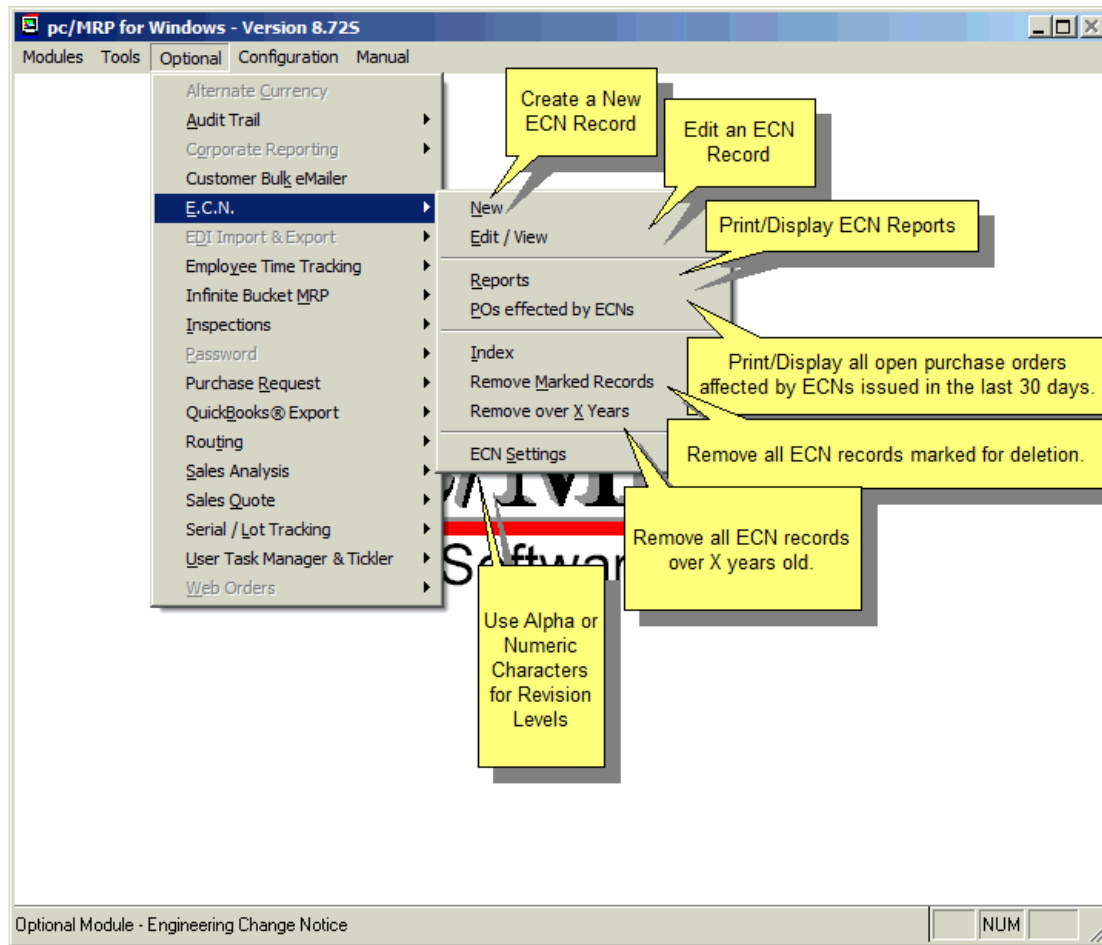 pc/MRP for Windows - Version 8.72S
Modules Tools Optional Configuration Manual
Alternate Currency
Audit Trail
Corporate Reporting
Customer Bulk eMailer
E.C.N.
EDI Import & Export
Employee Time Tracking
Infinite Bucket MRP
Inspections
Password
Purchase Request
QuickBooks® Export
Routing
Sales Analysis
Sales Quote
Serial / Lot Tracking
User Task Manager & Tickler
Web Orders
New
Edit / View
Reports
POs effected by ECNs
Index
Remove Marked Records
Remove over X Years
ECN Settings
Create a New
ECN Record
Edit an ECN
Record
Print/Display ECN Reports
Print/Display all open purchase orders
affected by ECNs issued in the last 30 days.
Remove all ECN records marked for deletion.
Remove all ECN records
over X years old.
Use Alpha or
Numeric
Characters
for Revision
Levels
Optional Module - Engineering Change Notice
NUM